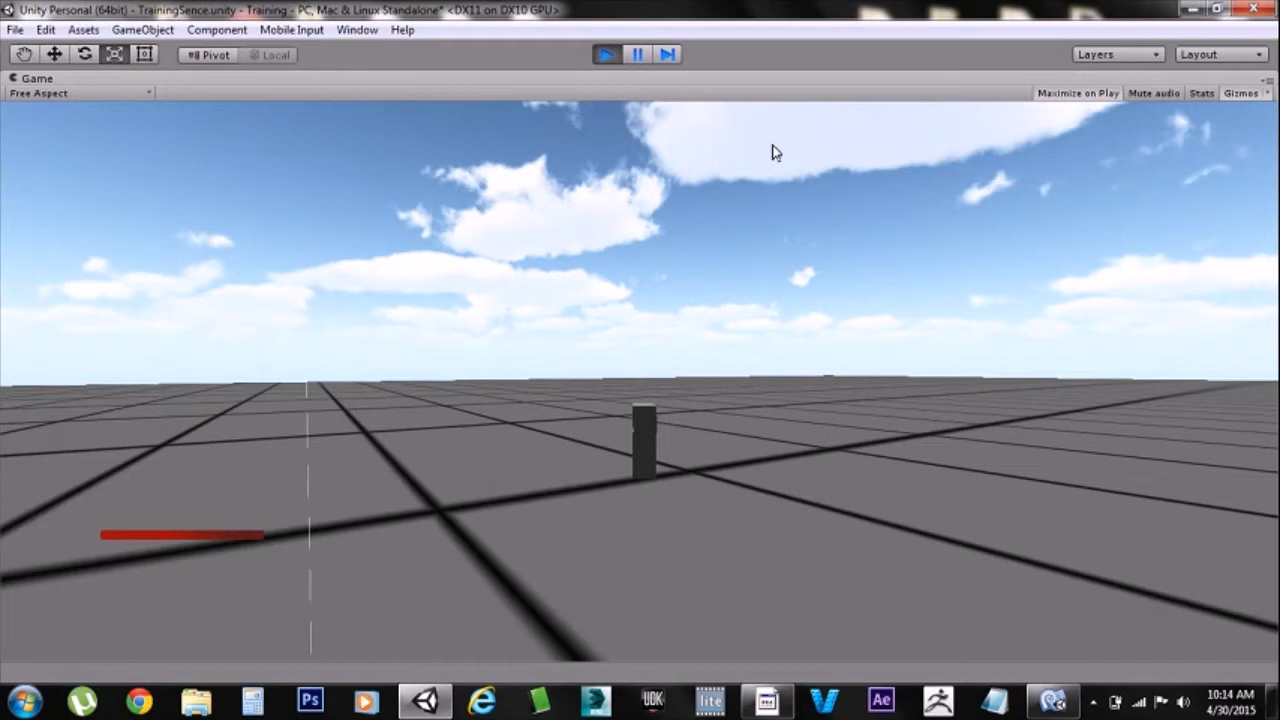 Unity Personal (64bit) - TrainingSence.unity - Training - PC, Mac & Linux Standalone* <DX11 on DX10 GPU>
File Edit Assets GameObject Component Mobile Input Window Help
Pivot Local Layers Layout
Game
Free Aspect Maximize on Play Mute audio Stats Gizmos
Ps UDK lite Ae
10:14 AM
4/30/2015